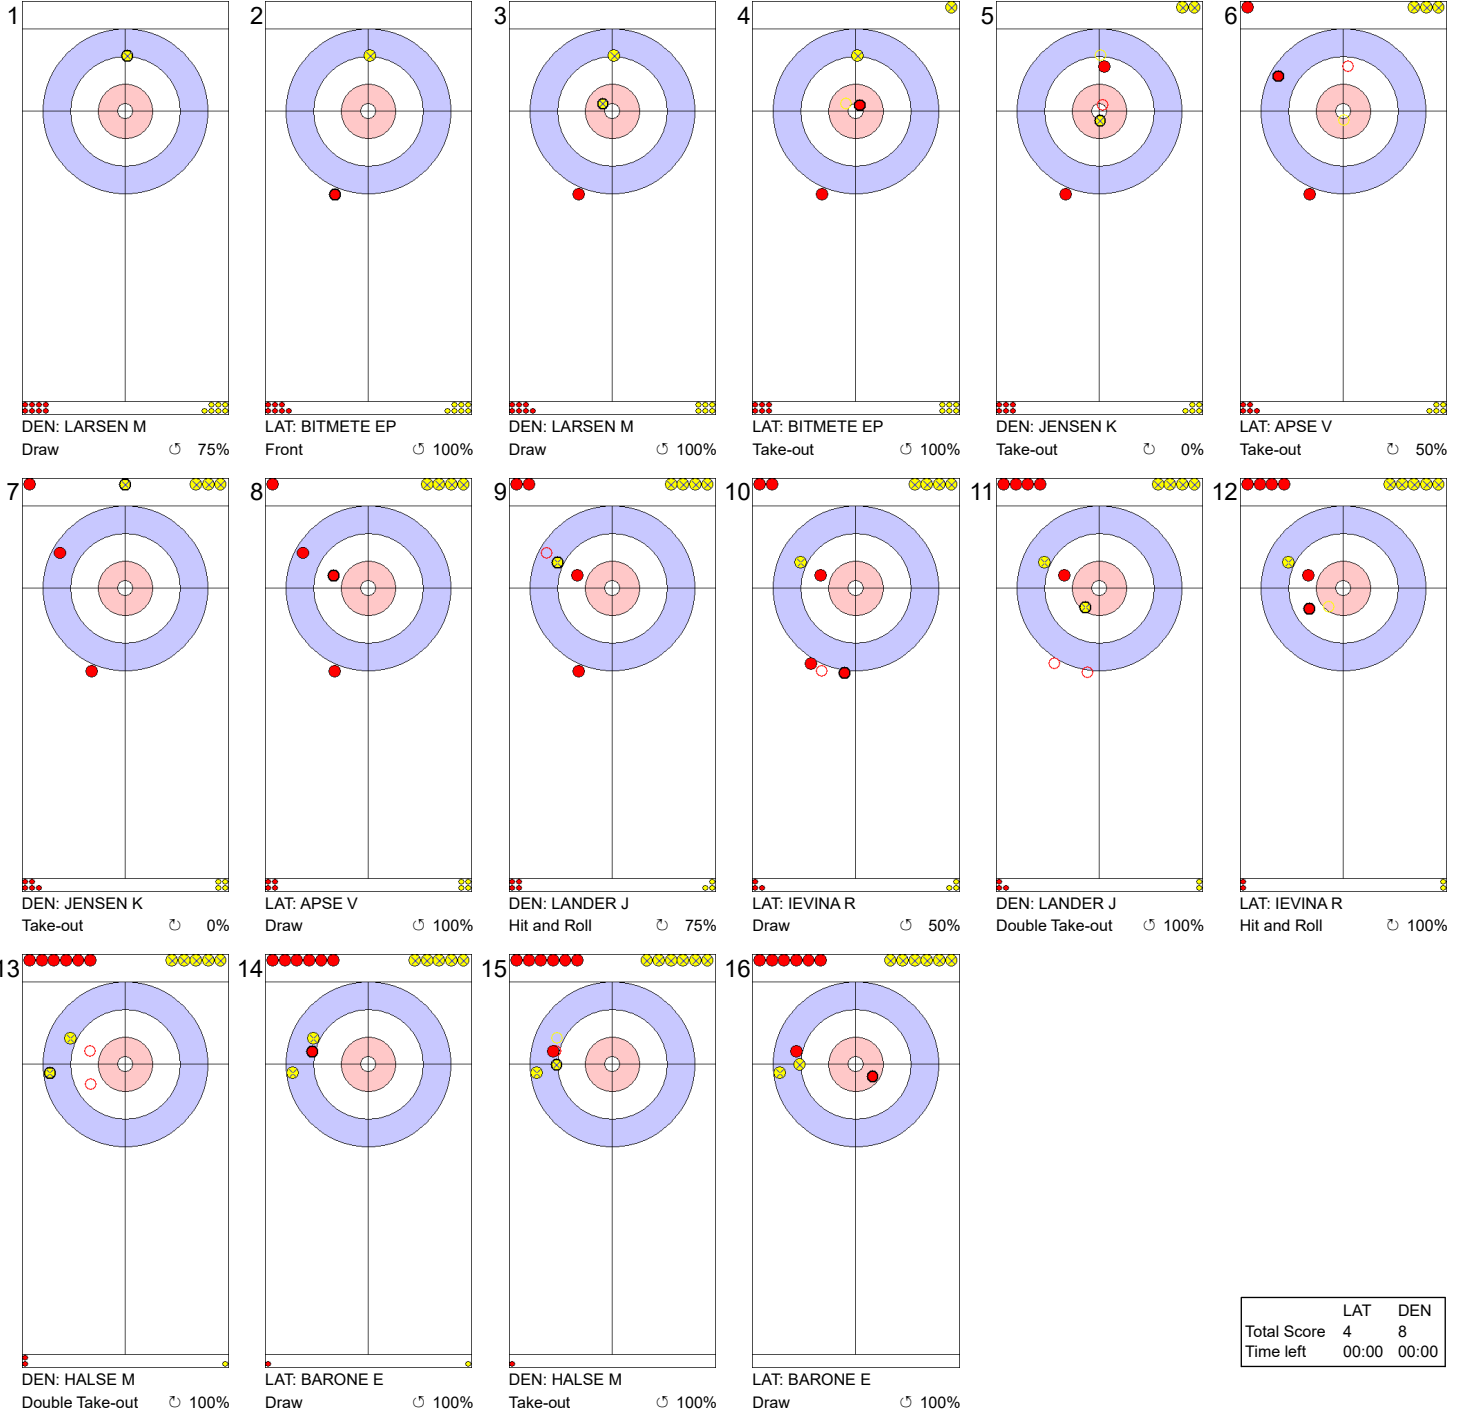 1 2 3 4 5 6
DEN: LARSEN M LAT: BITMETE EP DEN: LARSEN M LAT: BITMETE EP DEN: JENSEN K LAT: APSE V
Draw ↺ 75% Front ↺ 100% Draw ↺ 100% Take-out ↺ 100% Take-out ↻ 0% Take-out ↺ 50%
7 8 9 10 11 12
DEN: JENSEN K LAT: APSE V DEN: LANDER J LAT: IEVINA R DEN: LANDER J LAT: IEVINA R
Take-out ↻ 0% Draw ↺ 100% Hit and Roll ↻ 75% Draw ↺ 50% Double Take-out ↻ 100% Hit and Roll ↻ 100%
13 14 15 16
DEN: HALSE M LAT: BARONE E DEN: HALSE M LAT: BARONE E
Double Take-out ↻ 100% Draw ↺ 100% Take-out ↺ 100% Draw ↺ 100%
LAT DEN
Total Score 4 8
Time left 00:00 00:00